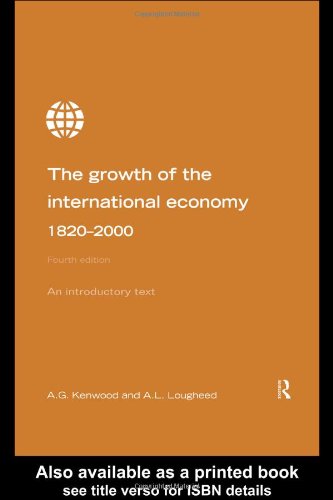 The growth of the
international economy
1820–2000
Fourth edition
An introductory text
A.G. Kenwood and A.L. Lougheed
R
Also available as a printed book
see title verso for ISBN details